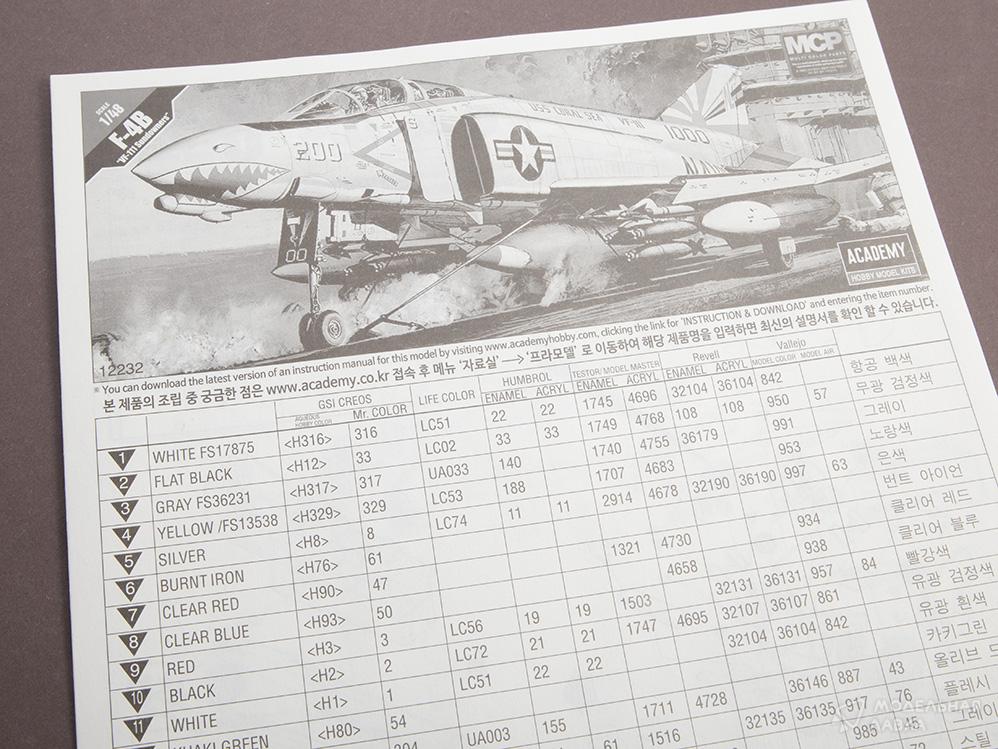 MCP
MULTI COLOR PARTS
SCALE 1/48
F-4B
"VF-111 Sundowners"
USS CORAL SEA VF-111
200
1000
ACADEMY
HOBBY MODEL KITS
12232
* You can download the latest version of an instruction manual for this model by visiting www.academyhobby.com, clicking the link for 'INSTRUCTION & DOWNLOAD' and entering the item number.
본 제품의 조립 중 궁금한 점은 www.academy.co.kr 접속 후 메뉴 '자료실' → '프라모델' 로 이동하여 해당 제품명을 입력하면 최신의 설명서를 확인 할 수 있습니다.
GSI CREOS LIFE COLOR HUMBROL TESTOR/ MODEL MASTER Revell Vallejo
AQUEOUS HOBBY COLOR Mr. COLOR ENAMEL ACRYL ENAMEL ACRYL ENAMEL ACRYL MODEL COLOR MODEL AIR
1 WHITE FS17875 <H316> 316 LC51 22 22 1745 4696 32104 36104 842 항공 백색
2 FLAT BLACK <H12> 33 LC02 33 33 1749 4768 108 108 950 57 무광 검정색
3 GRAY FS36231 <H317> 317 UA033 140 1740 4755 36179 991 그레이
4 YELLOW /FS13538 <H329> 329 LC53 188 1707 4683 953 노랑색
5 SILVER <H8> 8 LC74 11 11 2914 4678 32190 36190 997 63 은색
6 BURNT IRON <H76> 61 번트 아이언
7 CLEAR RED <H90> 47 1321 4730 934 클리어 레드
8 CLEAR BLUE <H93> 50 4658 938 클리어 블루
9 RED <H3> 3 LC56 19 19 1503 32131 36131 957 84 빨강색
10 BLACK <H2> 2 LC72 21 21 1747 4695 32107 36107 861 유광 검정색
11 WHITE <H1> 1 LC51 22 22 32104 36104 842 유광 흰색
KHAKI GREEN <H80> 54 UA003 155 1711 4728 36146 887 43 카키그린
304 61 1516 32135 36135 917 76 올리브
985 45 플레시
그레이
스틸
МОДЕЛЬНАЯ
ЛАВКА